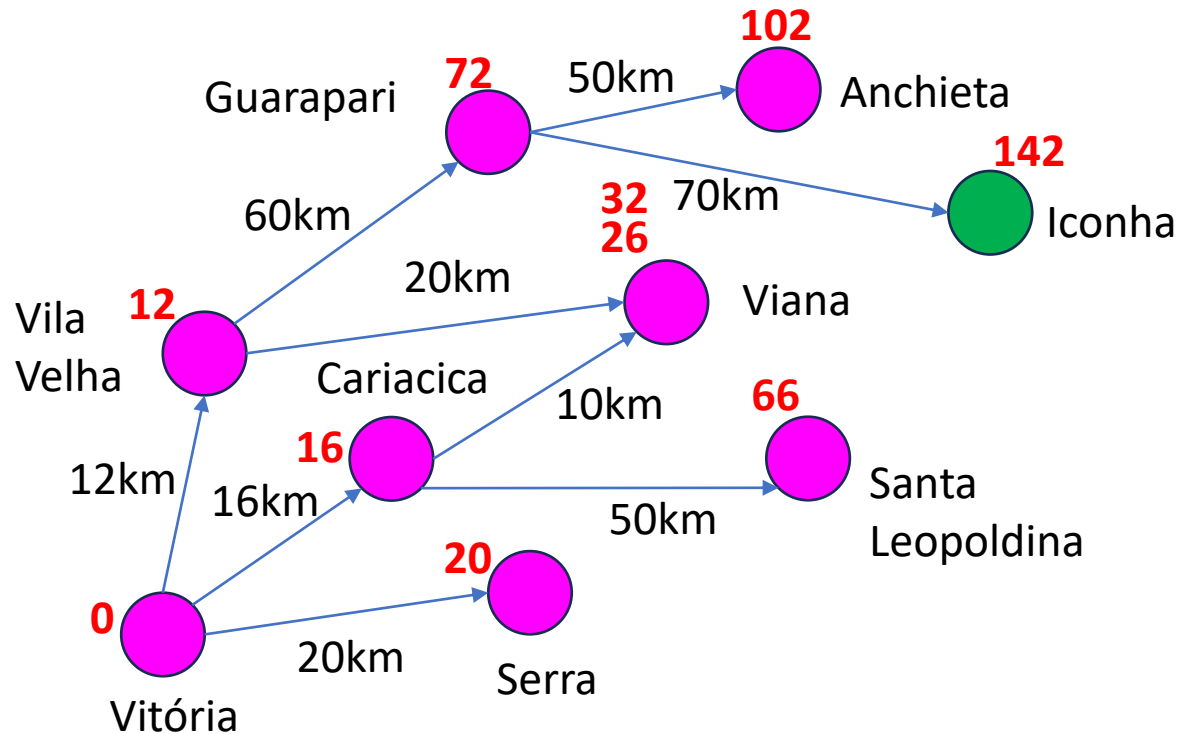 102
72
50km
Guarapari
Anchieta
142
32
70km
60km
26
Iconha
20km
12
Viana
Vila
Velha
Cariacica
10km
66
16
12km
16km
Santa
50km
Leopoldina
20
0
20km
Serra
Vitória